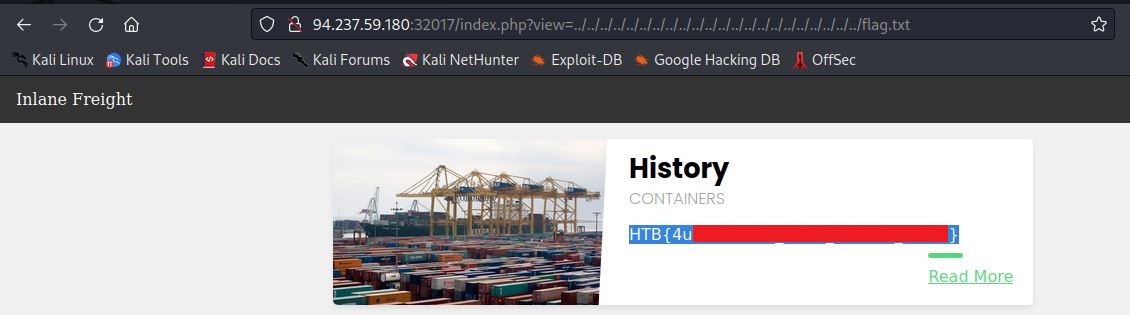 94.237.59.180:32017/index.php?view=../../../../../../../../../../../../../../../../../../../../../../flag.txt
Kali Linux Kali Tools Kali Docs Kali Forums Kali NetHunter Exploit-DB Google Hacking DB OffSec
Inlane Freight
History
CONTAINERS
HTB{4u }
Read More